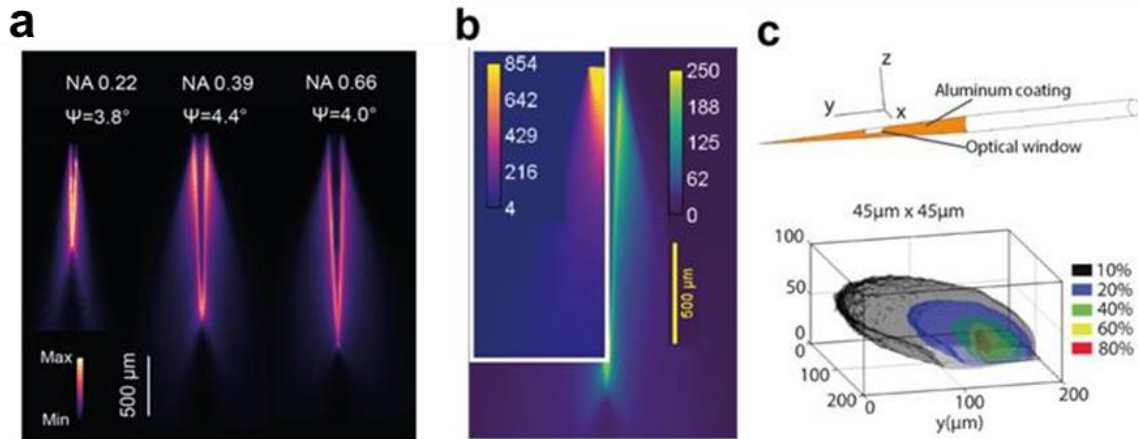 a
NA 0.22 NA 0.39 NA 0.66
Ψ=3.8° Ψ=4.4° Ψ=4.0°
Max
Min
500 µm
b
854
642
429
216
4
250
188
125
62
0
500 µm
c
z
y
x
Aluminum coating
Optical window
45µm x 45µm
100
50
0
0
100
200
0
100
200
y(µm)
10%
20%
40%
60%
80%